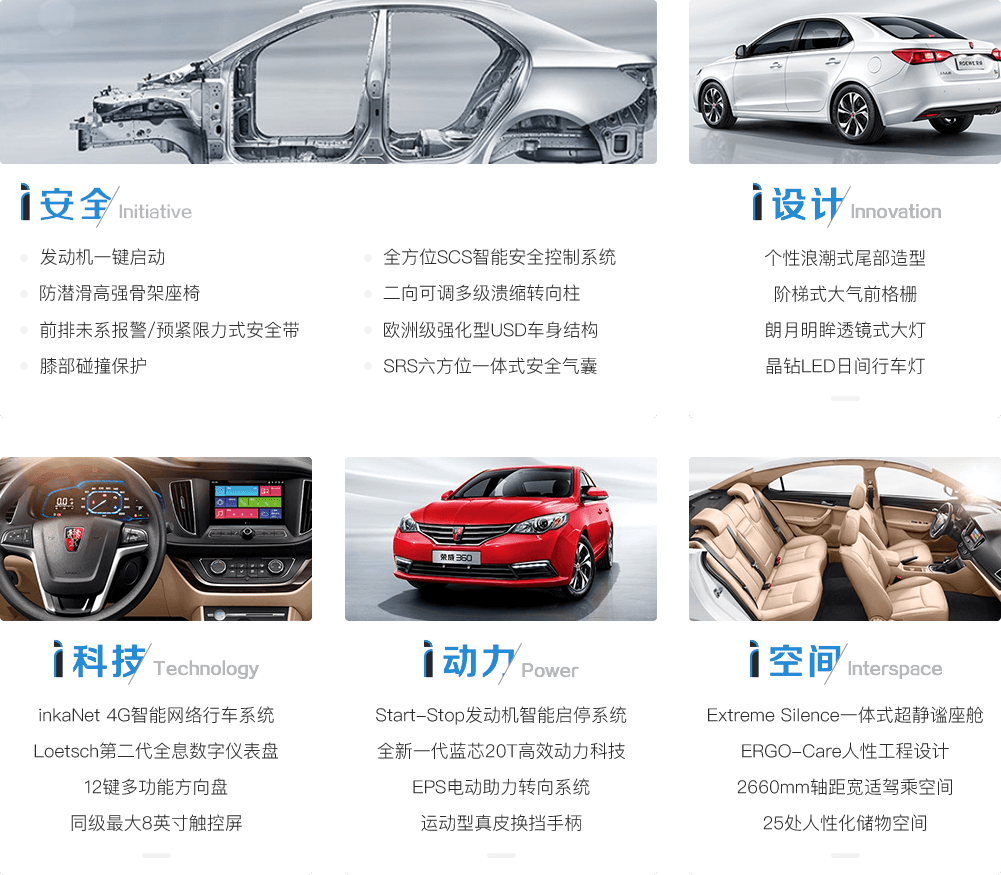 i安全 Initiative
发动机一键启动
防潜滑高强骨架座椅
前排未系报警/预紧限力式安全带
膝部碰撞保护
全方位SCS智能安全控制系统
二向可调多级溃缩转向柱
欧洲级强化型USD车身结构
SRS六方位一体式安全气囊
ROEWE 荣威
i设计 Innovation
个性浪潮式尾部造型
阶梯式大气前格栅
朗月明眸透镜式大灯
晶钻LED日间行车灯
i科技 Technology
inkaNet 4G智能网络行车系统
Loetsch第二代全息数字仪表盘
12键多功能方向盘
同级最大8英寸触控屏
荣威360
i动力 Power
Start-Stop发动机智能启停系统
全新一代蓝芯20T高效动力科技
EPS电动助力转向系统
运动型真皮换挡手柄
i空间 Interspace
Extreme Silence一体式超静谧座舱
ERGO-Care人性工程设计
2660mm轴距宽适驾乘空间
25处人性化储物空间